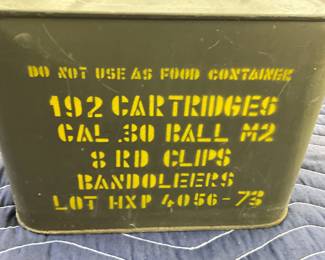 DO NOT USE AS FOOD CONTAINER
192 CARTRIDGES
CAL .30 BALL M2
8 RD CLIPS
BANDOLEERS
LOT HXP 4056-73